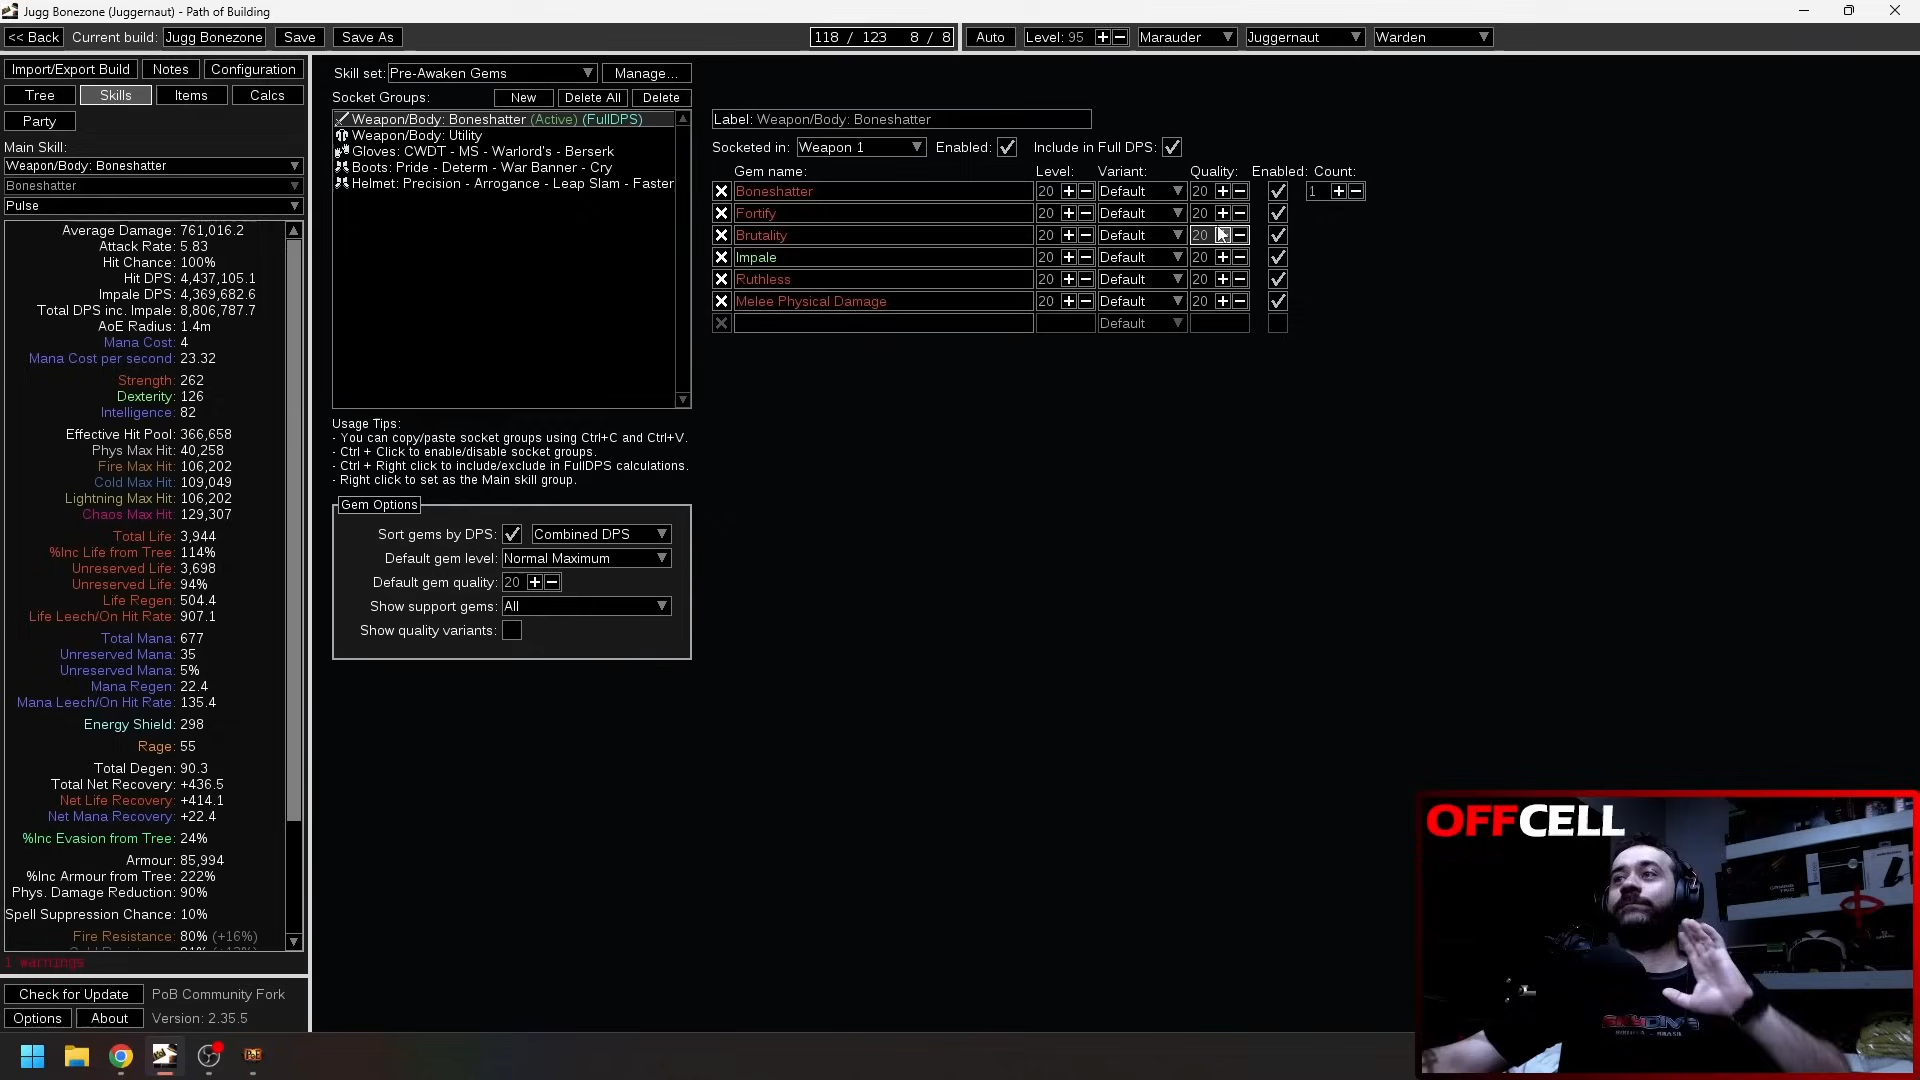 Jugg Bonezone (Juggernaut) - Path of Building
<< Back Current build: Jugg Bonezone Save Save As 118 / 123 8 / 8 Auto Level: 95 Marauder Juggernaut Warden
Import/Export Build Notes Configuration
Tree Skills Items Calcs
Party
Main Skill:
Weapon/Body: Boneshatter
Boneshatter
Pulse
Average Damage: 761,016.2
Attack Rate: 5.83
Hit Chance: 100%
Hit DPS: 4,437,105.1
Impale DPS: 4,369,682.6
Total DPS inc. Impale: 8,806,787.7
AoE Radius: 1.4m
Mana Cost: 4
Mana Cost per second: 23.32
Strength: 262
Dexterity: 126
Intelligence: 82
Effective Hit Pool: 366,658
Phys Max Hit: 40,258
Fire Max Hit: 106,202
Cold Max Hit: 109,049
Lightning Max Hit: 106,202
Chaos Max Hit: 129,307
Total Life: 3,944
%Inc Life from Tree: 114%
Unreserved Life: 3,698
Unreserved Life: 94%
Life Regen: 504.4
Life Leech/On Hit Rate: 907.1
Total Mana: 677
Unreserved Mana: 35
Unreserved Mana: 5%
Mana Regen: 22.4
Mana Leech/On Hit Rate: 135.4
Energy Shield: 298
Rage: 55
Total Degen: 90.3
Total Net Recovery: +436.5
Net Life Recovery: +414.1
Net Mana Recovery: +22.4
%Inc Evasion from Tree: 24%
Armour: 85,994
%Inc Armour from Tree: 222%
Phys. Damage Reduction: 90%
Spell Suppression Chance: 10%
Fire Resistance: 80% (+16%)
1 warnings
Check for Update PoB Community Fork
Options About Version: 2.35.5
Skill set: Pre-Awaken Gems Manage...
Socket Groups: New Delete All Delete
Weapon/Body: Boneshatter (Active) (FullDPS)
Weapon/Body: Utility
Gloves: CWDT - MS - Warlord's - Berserk
Boots: Pride - Determ - War Banner - Cry
Helmet: Precision - Arrogance - Leap Slam - Faster
Usage Tips:
- You can copy/paste socket groups using Ctrl+C and Ctrl+V.
- Ctrl + Click to enable/disable socket groups.
- Ctrl + Right click to include/exclude in FullDPS calculations.
- Right click to set as the Main skill group.
Gem Options
Sort gems by DPS: Combined DPS
Default gem level: Normal Maximum
Default gem quality: 20
Show support gems: All
Show quality variants:
Label: Weapon/Body: Boneshatter
Socketed in: Weapon 1 Enabled: Include in Full DPS:
Gem name: Level: Variant: Quality: Enabled: Count:
Boneshatter 20 Default 20 1
Fortify 20 Default 20
Brutality 20 Default 20
Impale 20 Default 20
Ruthless 20 Default 20
Melee Physical Damage 20 Default 20
Default
OFFCELL